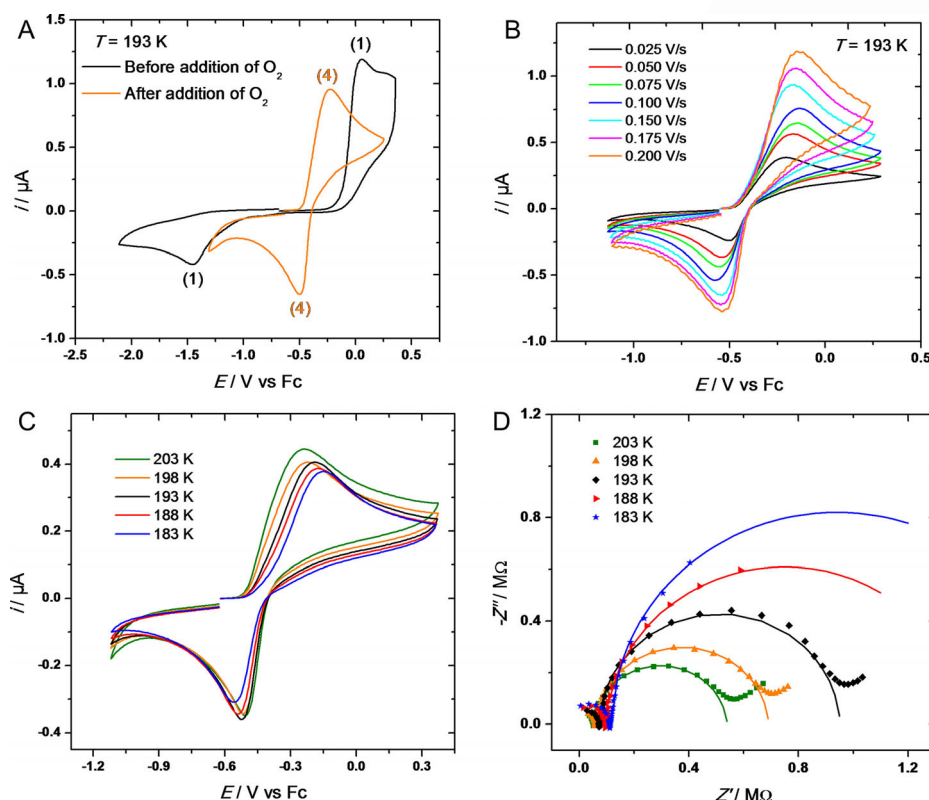 A
T = 193 K
Before addition of O₂
After addition of O₂
(1)
(4)
(1)
(4)
1.5
1.0
0.5
0.0
-0.5
-1.0
i / µA
-2.5 -2.0 -1.5 -1.0 -0.5 0.0 0.5
E / V vs Fc
B
T = 193 K
0.025 V/s
0.050 V/s
0.075 V/s
0.100 V/s
0.150 V/s
0.175 V/s
0.200 V/s
1.0
0.5
0.0
-0.5
-1.0
i / µA
-1.0 -0.5 0.0 0.5
E / V vs Fc
C
203 K
198 K
193 K
188 K
183 K
0.4
0.2
0.0
-0.2
-0.4
i / µA
-1.2 -0.9 -0.6 -0.3 0.0 0.3
E / V vs Fc
D
203 K
198 K
193 K
188 K
183 K
1.2
0.8
0.4
0.0
-Z'' / MΩ
0.0 0.4 0.8 1.2
Z' / MΩ